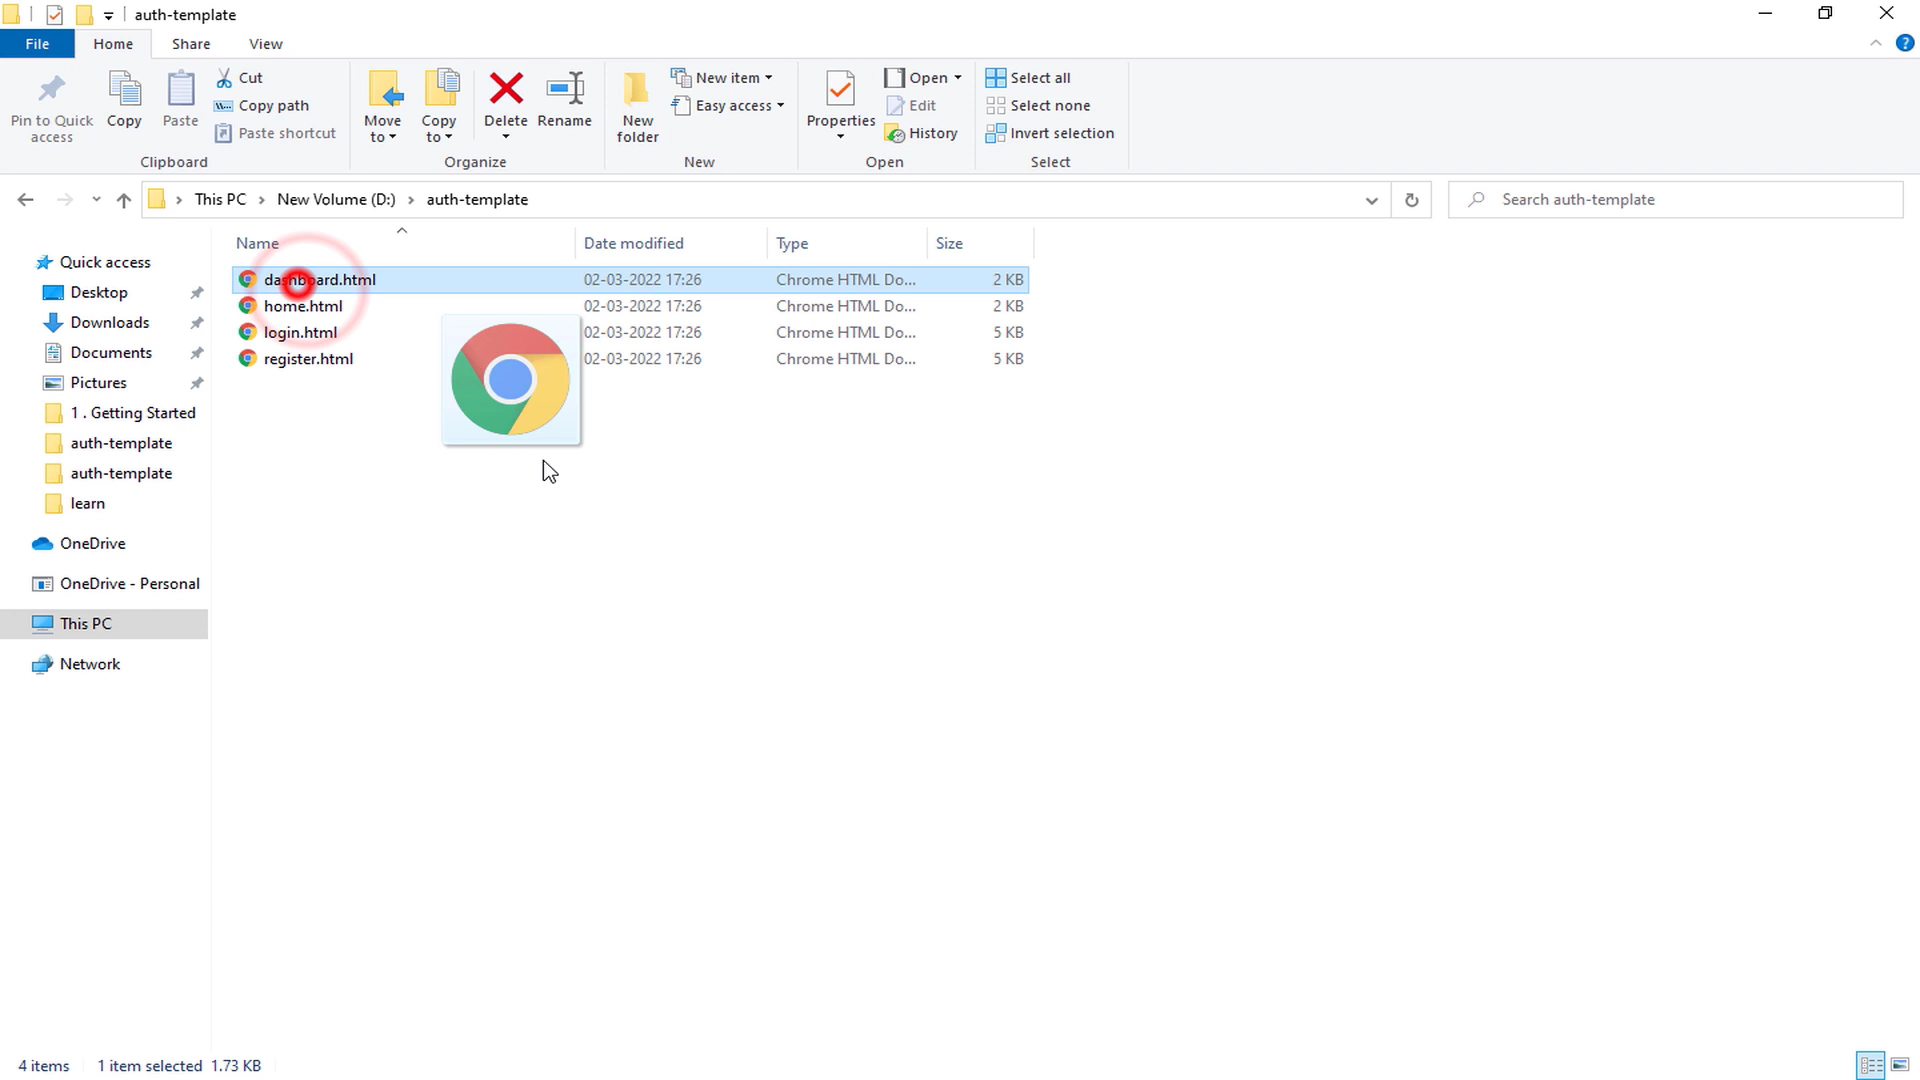 auth-template
File Home Share View
Pin to Quick access
Copy
Paste
Cut
Copy path
Paste shortcut
Clipboard
Move to
Copy to
Delete
Rename
Organize
New folder
New item
Easy access
New
Properties
Open
Edit
History
Open
Select all
Select none
Invert selection
Select
This PC New Volume (D:) auth-template
Search auth-template
Name Date modified Type Size
dashboard.html 02-03-2022 17:26 Chrome HTML Do... 2 KB
home.html 02-03-2022 17:26 Chrome HTML Do... 2 KB
login.html 02-03-2022 17:26 Chrome HTML Do... 5 KB
register.html 02-03-2022 17:26 Chrome HTML Do... 5 KB
Quick access
Desktop
Downloads
Documents
Pictures
1 . Getting Started
auth-template
auth-template
learn
OneDrive
OneDrive - Personal
This PC
Network
4 items 1 item selected 1.73 KB